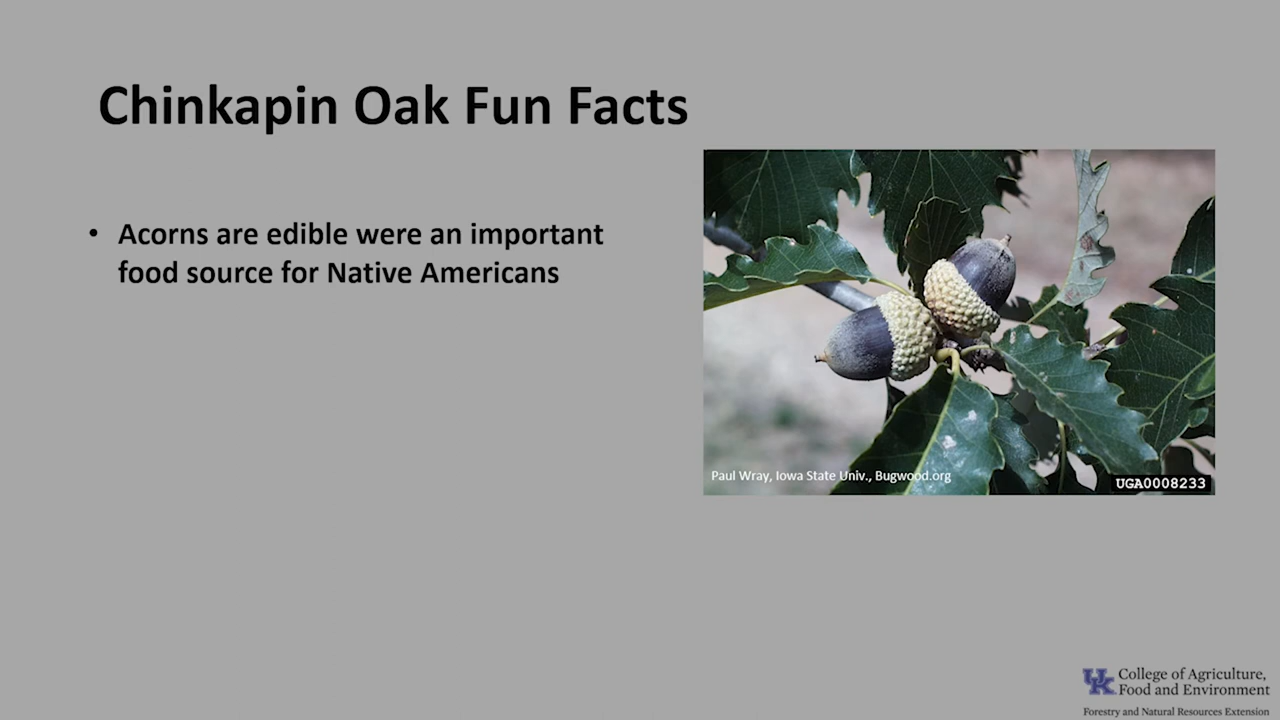 Chinkapin Oak Fun Facts
• Acorns are edible were an important
food source for Native Americans
Paul Wray, Iowa State Univ., Bugwood.org
UGA0008233
UK College of Agriculture,
Food and Environment
Forestry and Natural Resources Extension